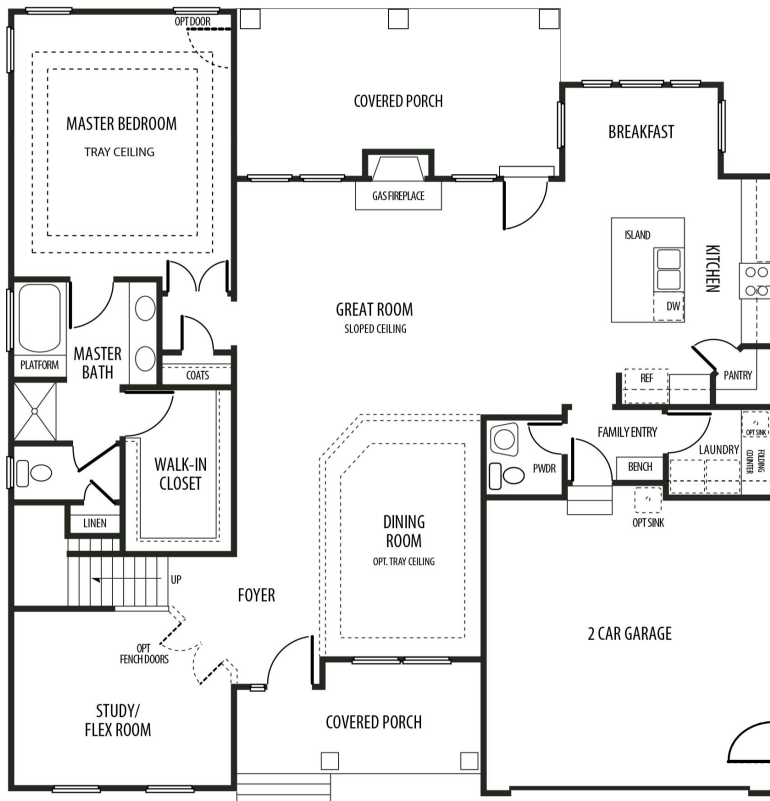 OPT DOOR
MASTER BEDROOM
TRAY CEILING
COVERED PORCH
BREAKFAST
GAS FIREPLACE
ISLAND
KITCHEN
DW
GREAT ROOM
SLOPED CEILING
PLATFORM
MASTER
BATH
COATS
REF
PANTRY
WALK-IN
CLOSET
FAMILY ENTRY
OPT SINK
LAUNDRY
FOLDING
COUNTER
PWDR
BENCH
LINEN
OPT SINK
DINING
ROOM
OPT. TRAY CEILING
UP
FOYER
2 CAR GARAGE
OPT
FENCH DOORS
STUDY/
FLEX ROOM
COVERED PORCH